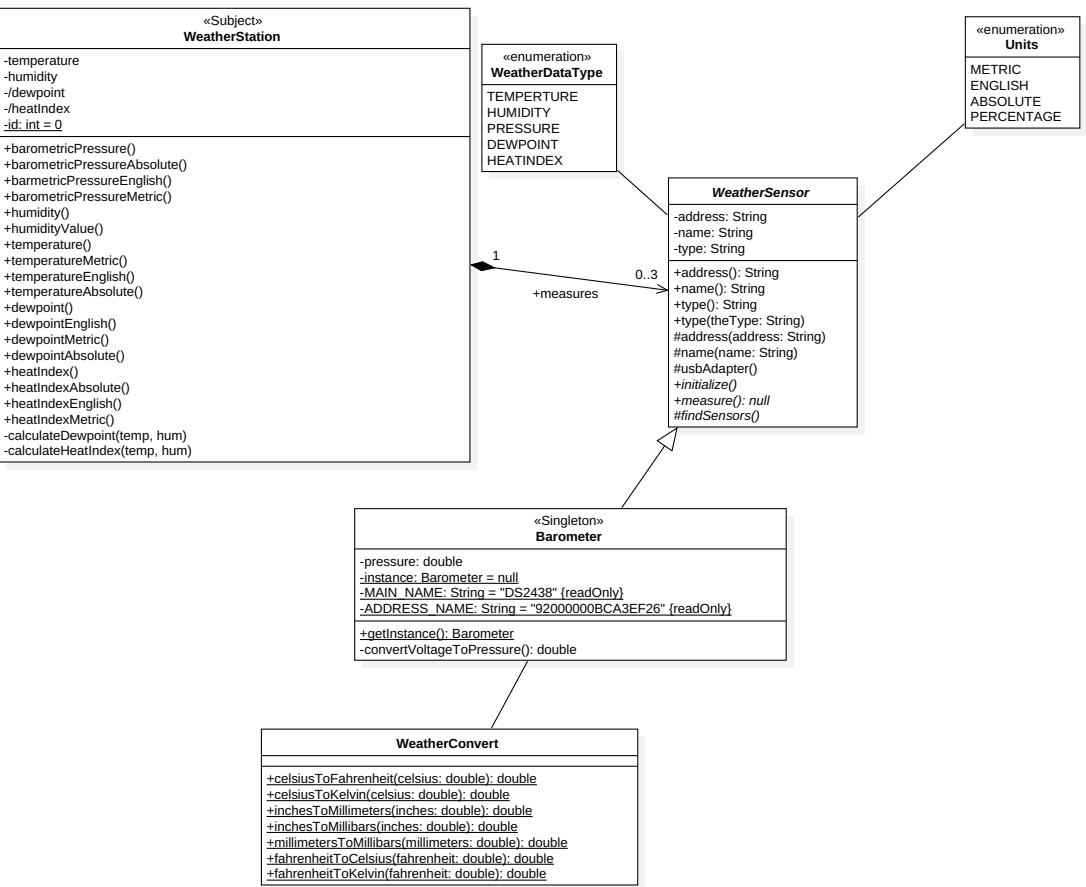 «Subject»
WeatherStation
-temperature
-humidity
-/dewpoint
-/heatIndex
-id: int = 0
+barometricPressure()
+barometricPressureAbsolute()
+barmetricPressureEnglish()
+barometricPressureMetric()
+humidity()
+humidityValue()
+temperature()
+temperatureMetric()
+temperatureEnglish()
+temperatureAbsolute()
+dewpoint()
+dewpointEnglish()
+dewpointMetric()
+dewpointAbsolute()
+heatIndex()
+heatIndexAbsolute()
+heatIndexEnglish()
+heatIndexMetric()
-calculateDewpoint(temp, hum)
-calculateHeatIndex(temp, hum)
«enumeration»
WeatherDataType
TEMPERTURE
HUMIDITY
PRESSURE
DEWPOINT
HEATINDEX
«enumeration»
Units
METRIC
ENGLISH
ABSOLUTE
PERCENTAGE
1
0..3
+measures
WeatherSensor
-address: String
-name: String
-type: String
+address(): String
+name(): String
+type(): String
+type(theType: String)
#address(address: String)
#name(name: String)
#usbAdapter()
+initialize()
+measure(): null
#findSensors()
«Singleton»
Barometer
-pressure: double
-instance: Barometer = null
-MAIN_NAME: String = "DS2438" {readOnly}
-ADDRESS_NAME: String = "92000000BCA3EF26" {readOnly}
+getInstance(): Barometer
-convertVoltageToPressure(): double
WeatherConvert
+celsiusToFahrenheit(celsius: double): double
+celsiusToKelvin(celsius: double): double
+inchesToMillimeters(inches: double): double
+inchesToMillibars(inches: double): double
+millimetersToMillibars(millimeters: double): double
+fahrenheitToCelsius(fahrenheit: double): double
+fahrenheitToKelvin(fahrenheit: double): double